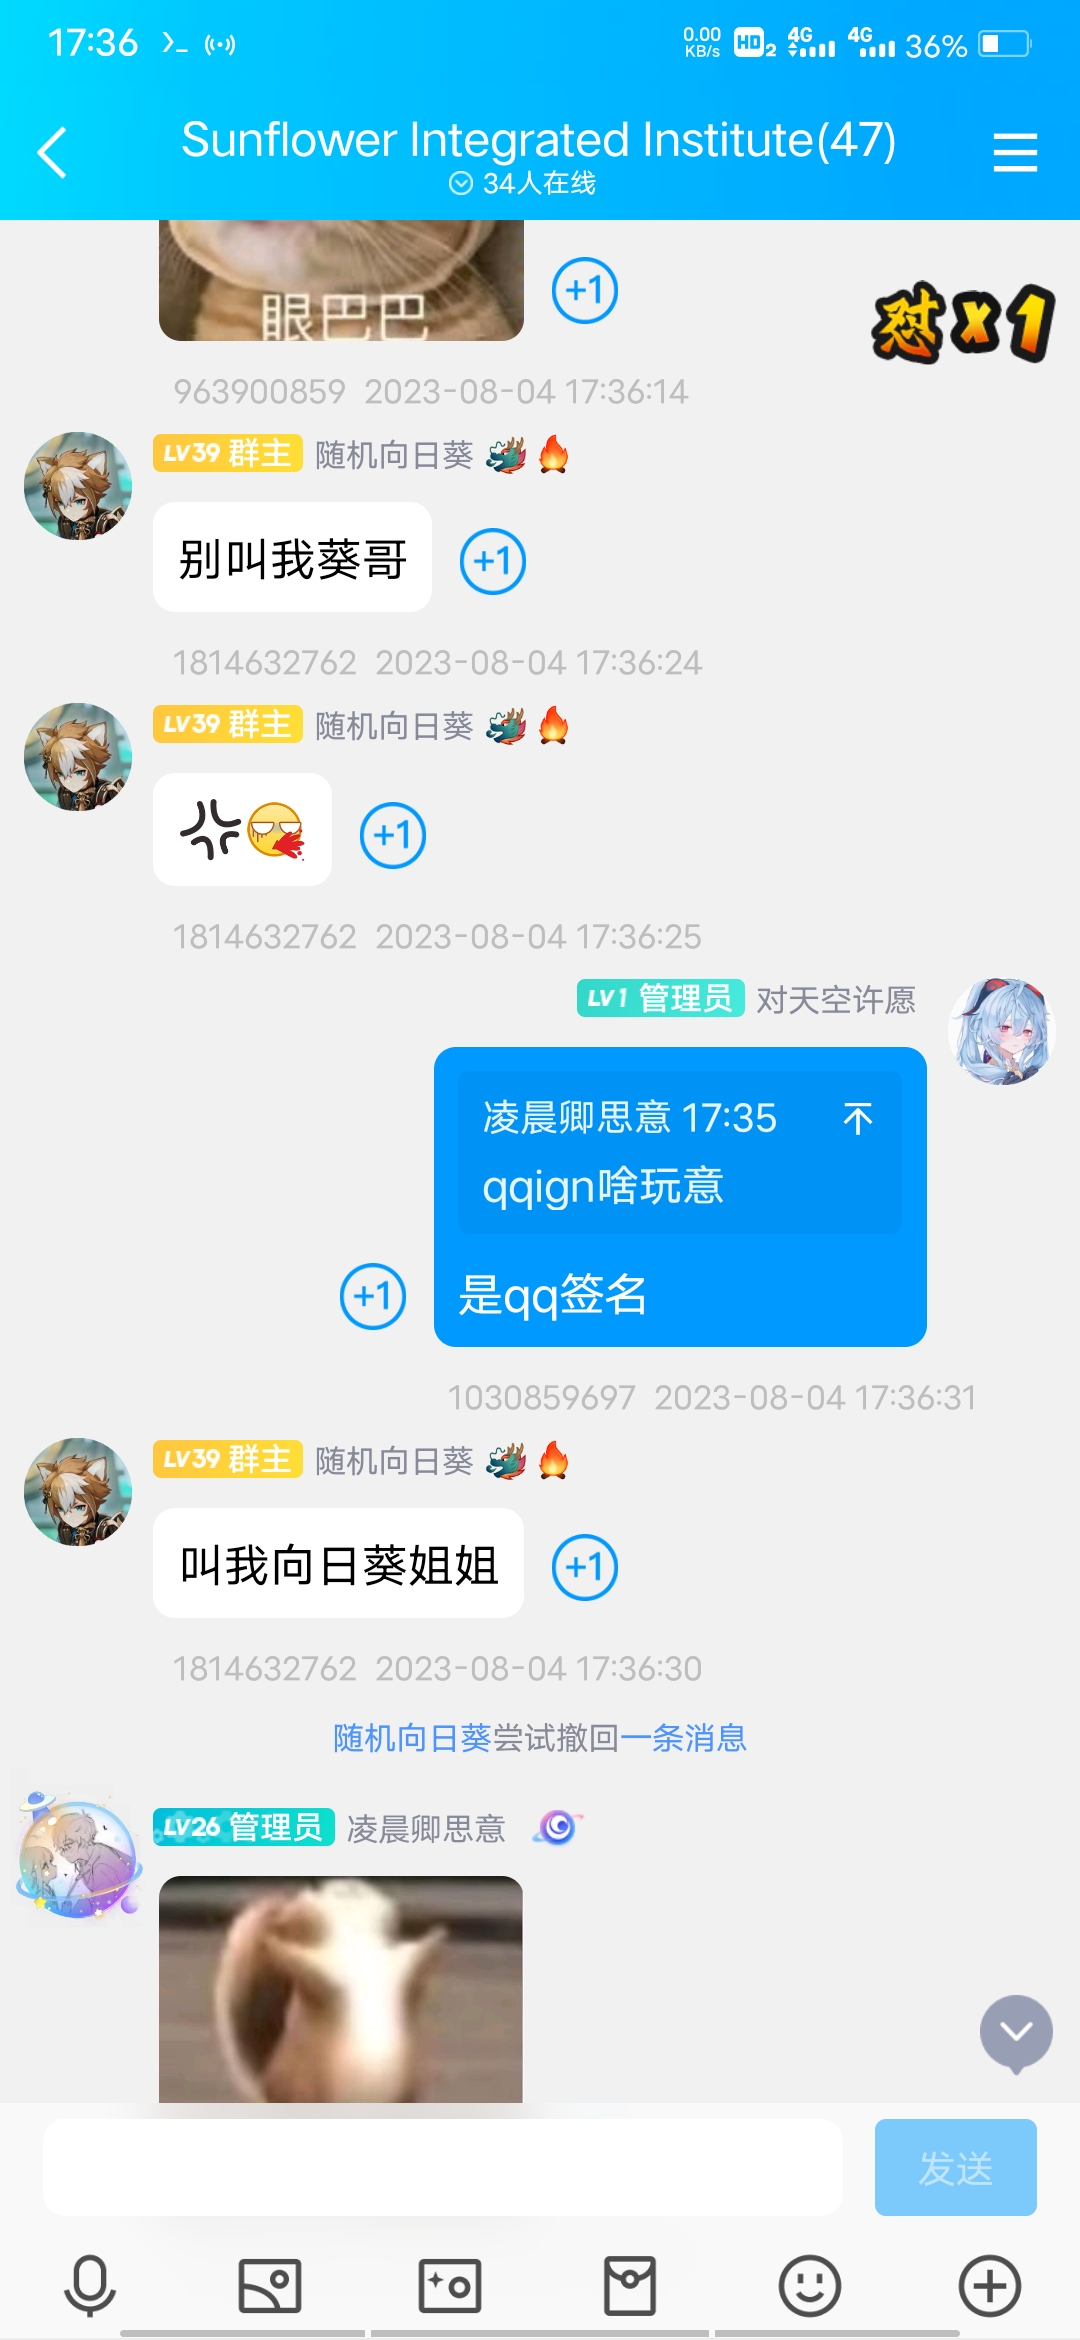 17:36
0.00 KB/s HD 2 4G 4G 36%
Sunflower Integrated Institute(47)
34人在线
眼巴巴
+1
怼x1
963900859 2023-08-04 17:36:14
LV39 群主 随机向日葵
别叫我葵哥
+1
1814632762 2023-08-04 17:36:24
LV39 群主 随机向日葵
+1
1814632762 2023-08-04 17:36:25
LV1 管理员 对天空许愿
凌晨卿思意 17:35
qqign啥玩意
是qq签名
+1
1030859697 2023-08-04 17:36:31
LV39 群主 随机向日葵
叫我向日葵姐姐
+1
1814632762 2023-08-04 17:36:30
随机向日葵尝试撤回一条消息
LV26 管理员 凌晨卿思意
发送